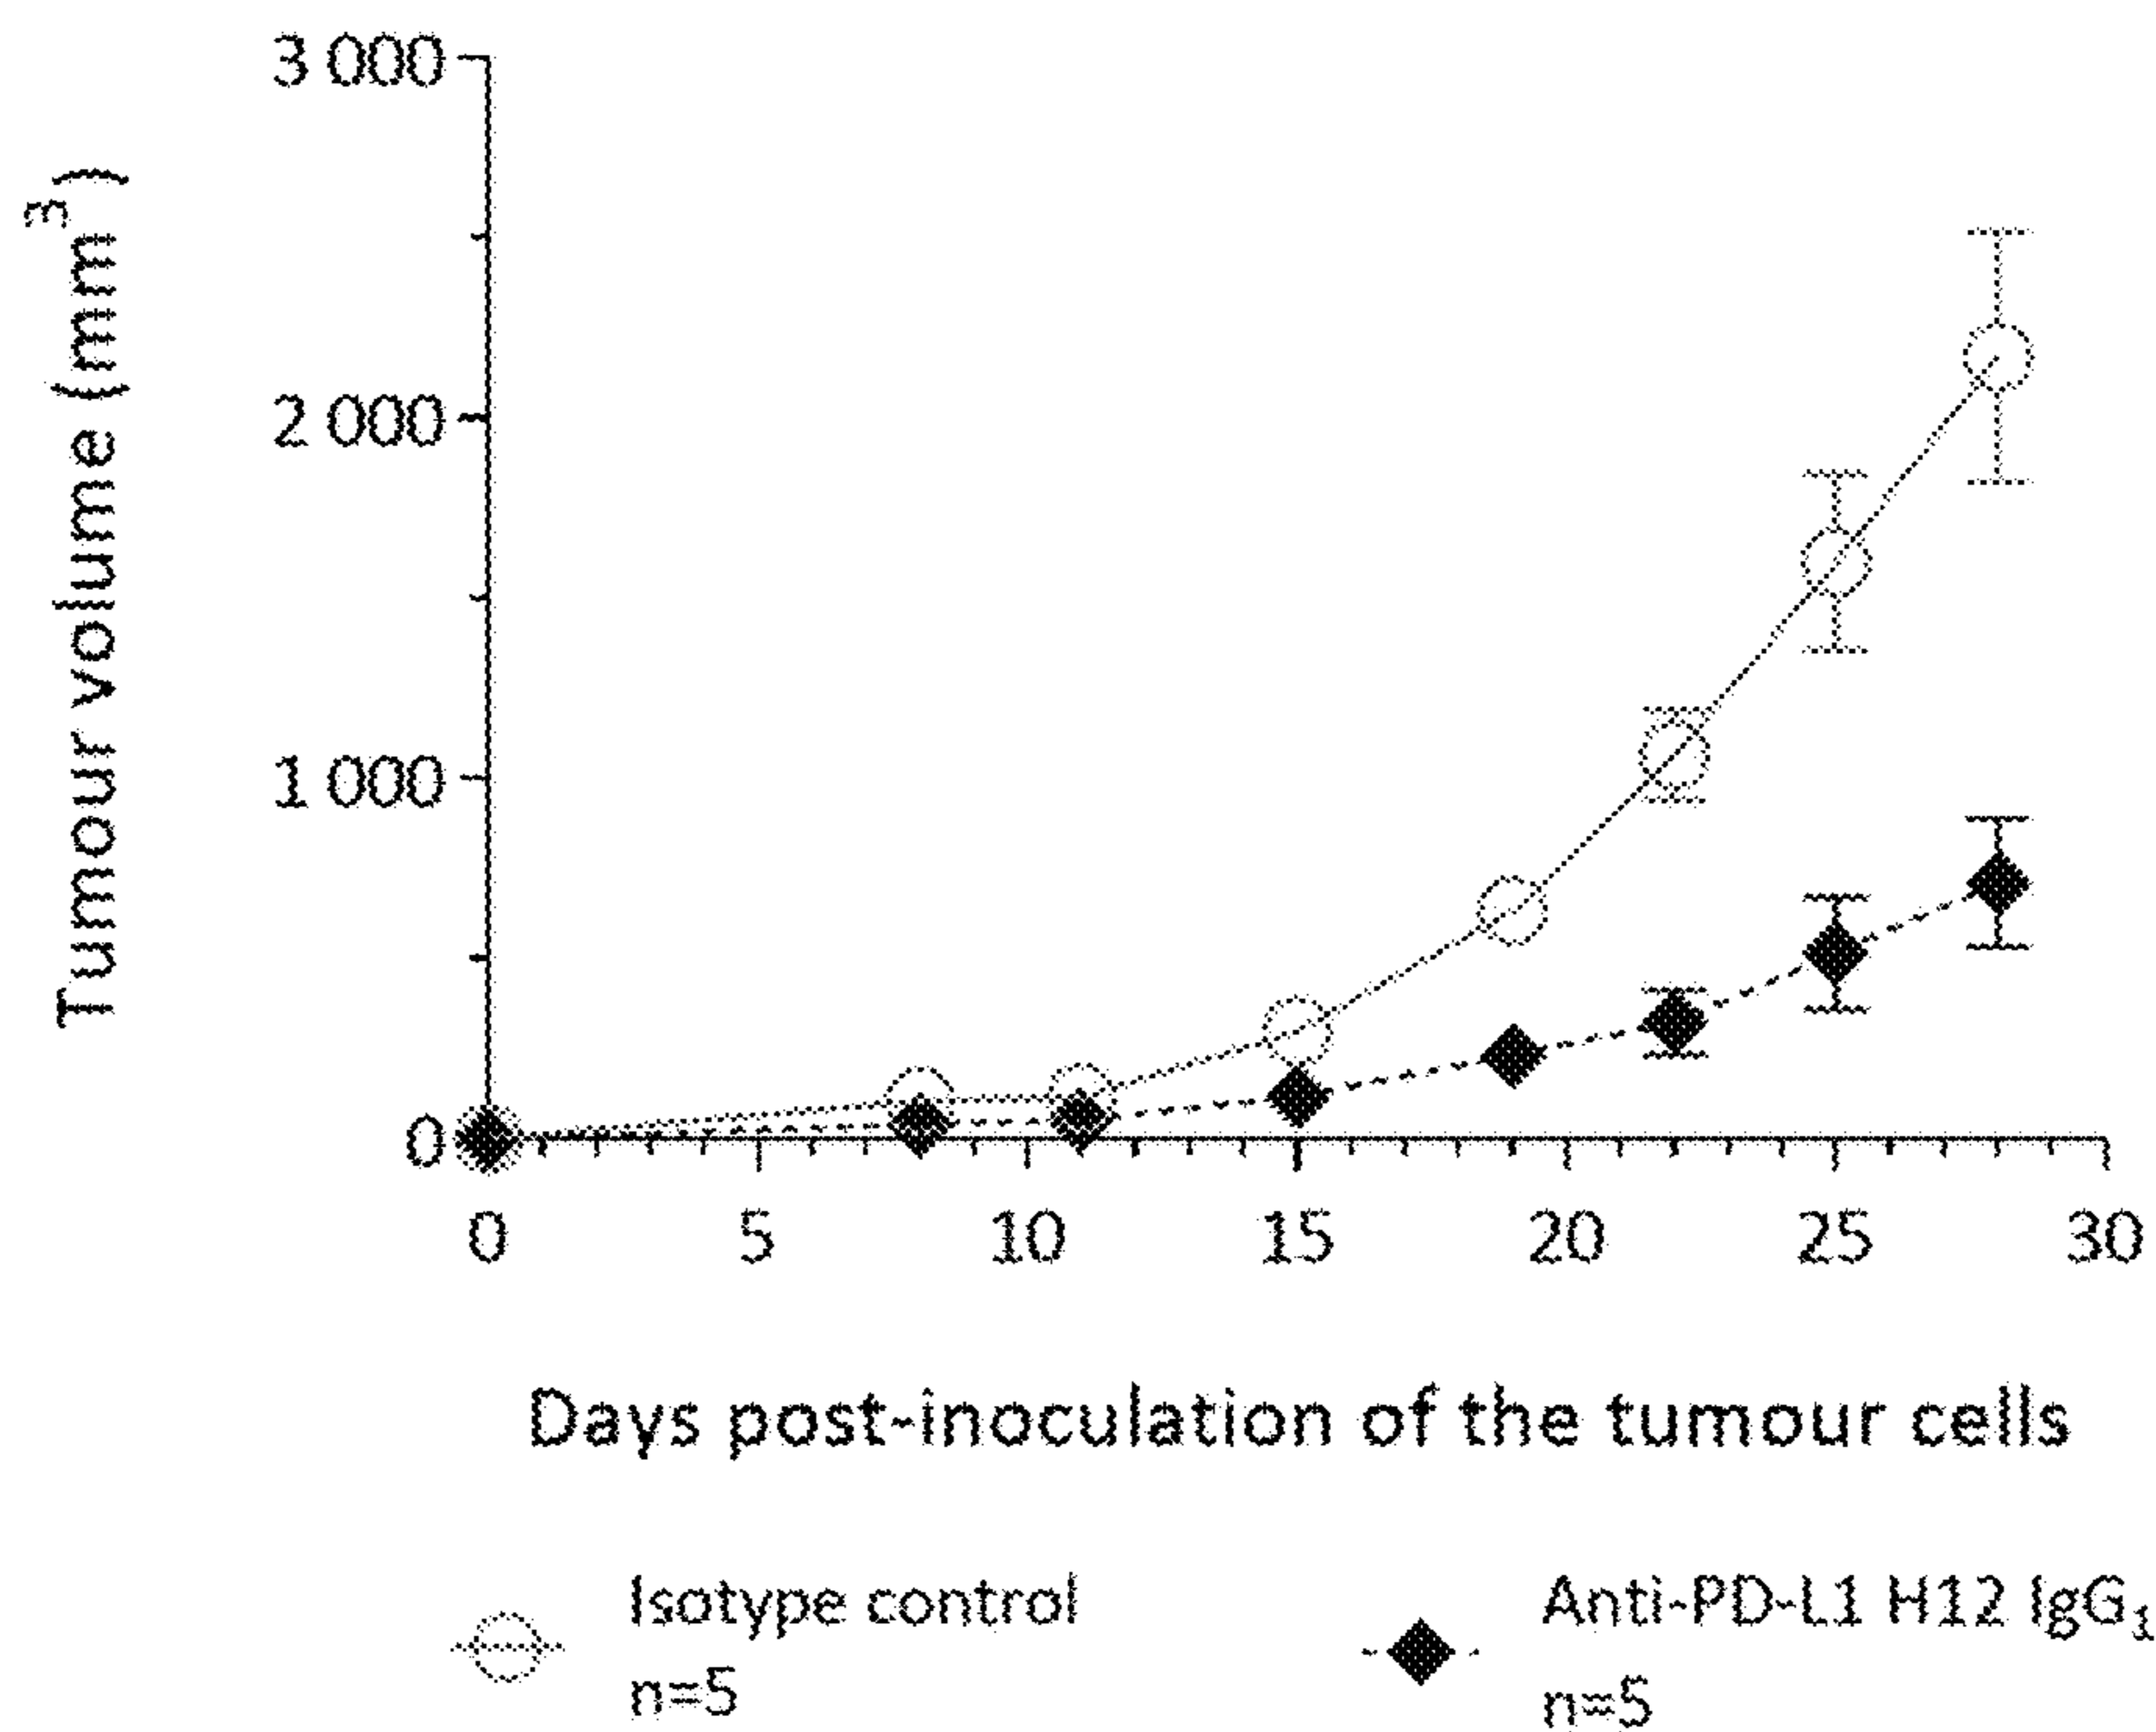 3 000
2 000
1 000
0
Tumour volume (mm³)
0 5 10 15 20 25 30
Days post-inoculation of the tumour cells
Isotype control
n=5
Anti-PD-L1 H12 IgG₁
n=5